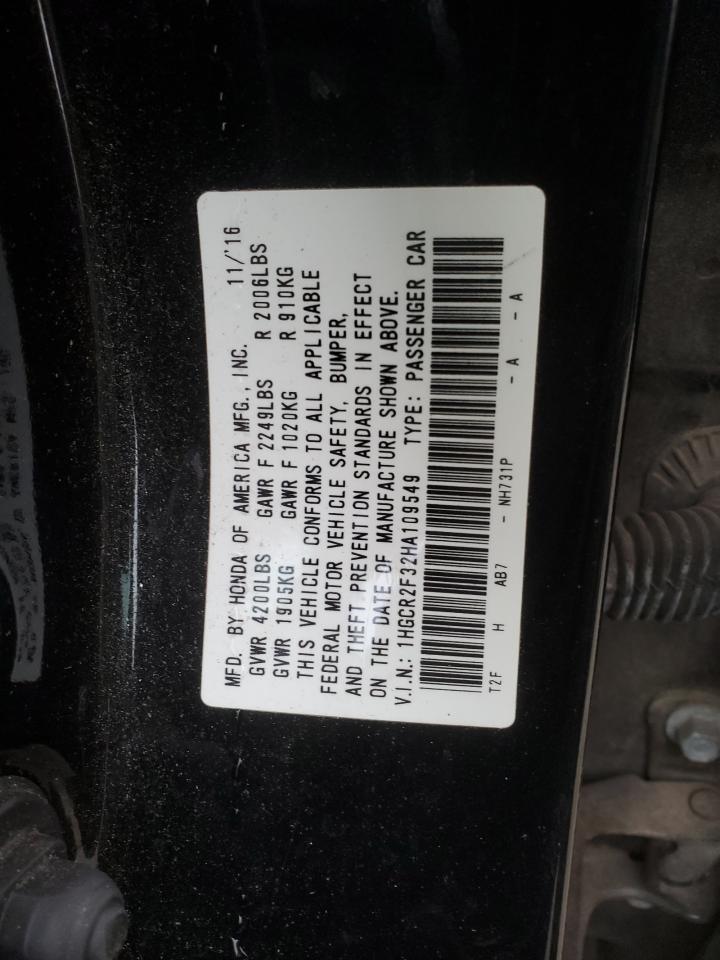 MFD. BY HONDA OF AMERICA MFG., INC. 11/'16
GVWR 4200LBS GAWR F 2249LBS R 2006LBS
GVWR 1905KG GAWR F 1020KG R 910KG
THIS VEHICLE CONFORMS TO ALL APPLICABLE
FEDERAL MOTOR VEHICLE SAFETY, BUMPER,
AND THEFT PREVENTION STANDARDS IN EFFECT
ON THE DATE OF MANUFACTURE SHOWN ABOVE.
V.I.N.: 1HGCR2F32HA109549 TYPE: PASSENGER CAR
T2F H AB7 - NH731P - A - A